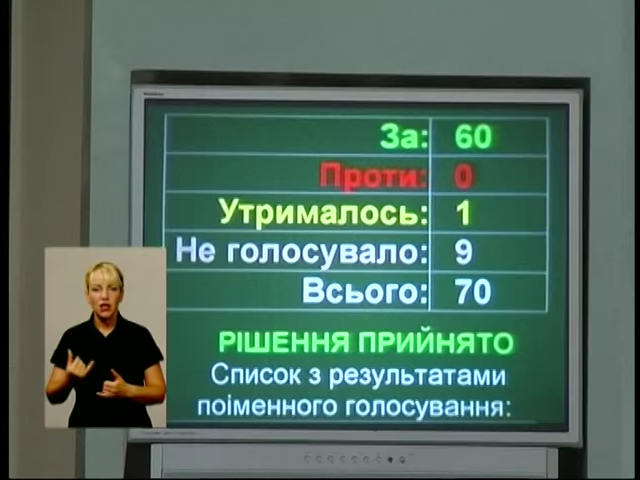 За: 60
Проти: 0
Утрималось: 1
Не голосувало: 9
Всього: 70
РІШЕННЯ ПРИЙНЯТО
Список з результатами
поіменного голосування: